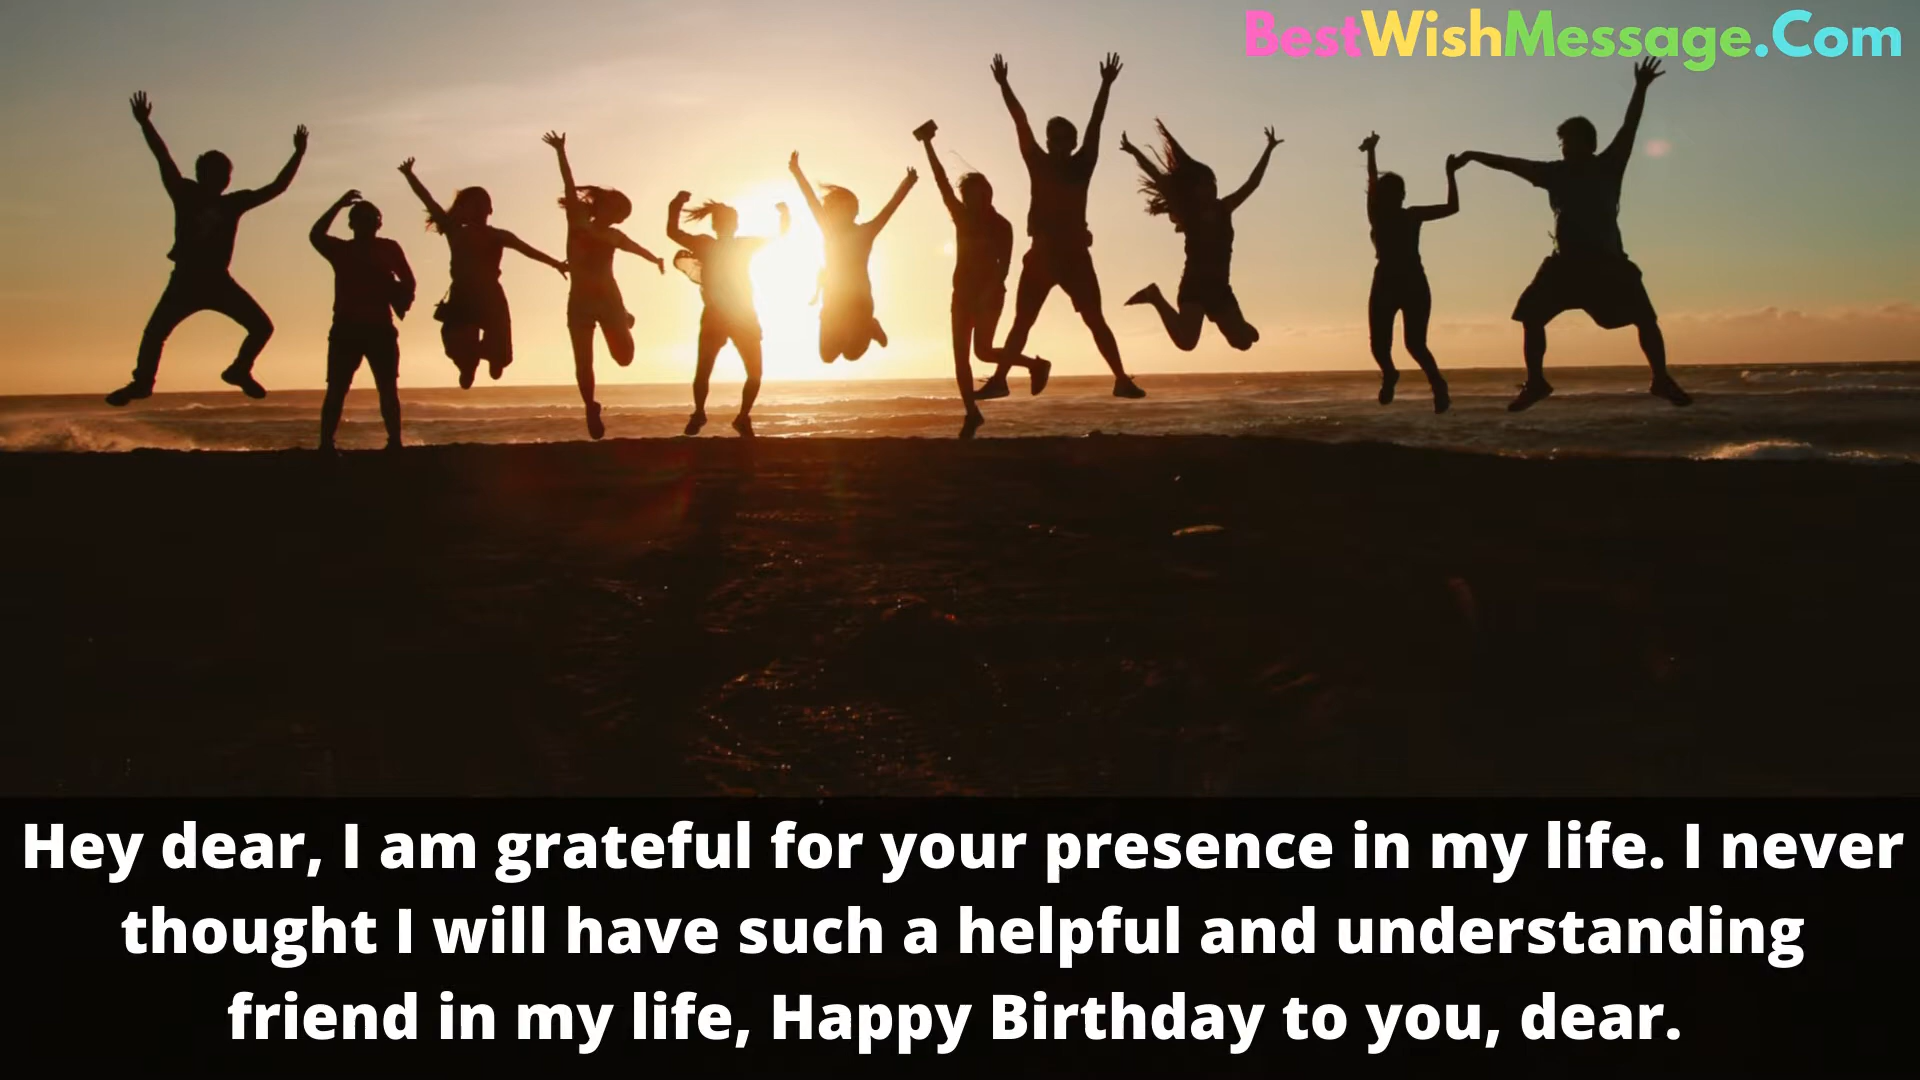 BestWishMessage.Com
Hey dear, I am grateful for your presence in my life. I never
thought I will have such a helpful and understanding
friend in my life, Happy Birthday to you, dear.